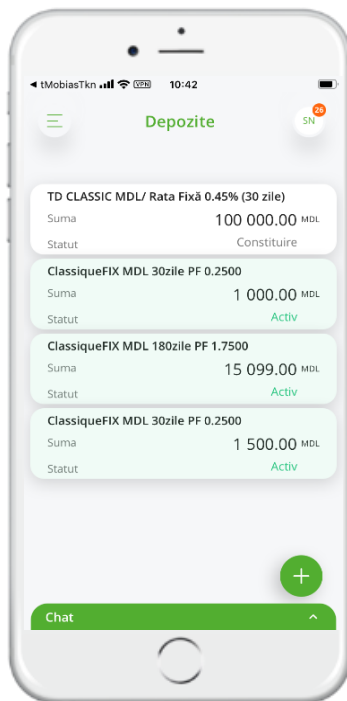 tMobiasTkn VPN 10:42
Depozite
SN
26
TD CLASSIC MDL/ Rata Fixă 0.45% (30 zile)
Suma 100 000.00 MDL
Statut Constituire
ClassiqueFIX MDL 30zile PF 0.2500
Suma 1 000.00 MDL
Statut Activ
ClassiqueFIX MDL 180zile PF 1.7500
Suma 15 099.00 MDL
Statut Activ
ClassiqueFIX MDL 30zile PF 0.2500
Suma 1 500.00 MDL
Statut Activ
Chat